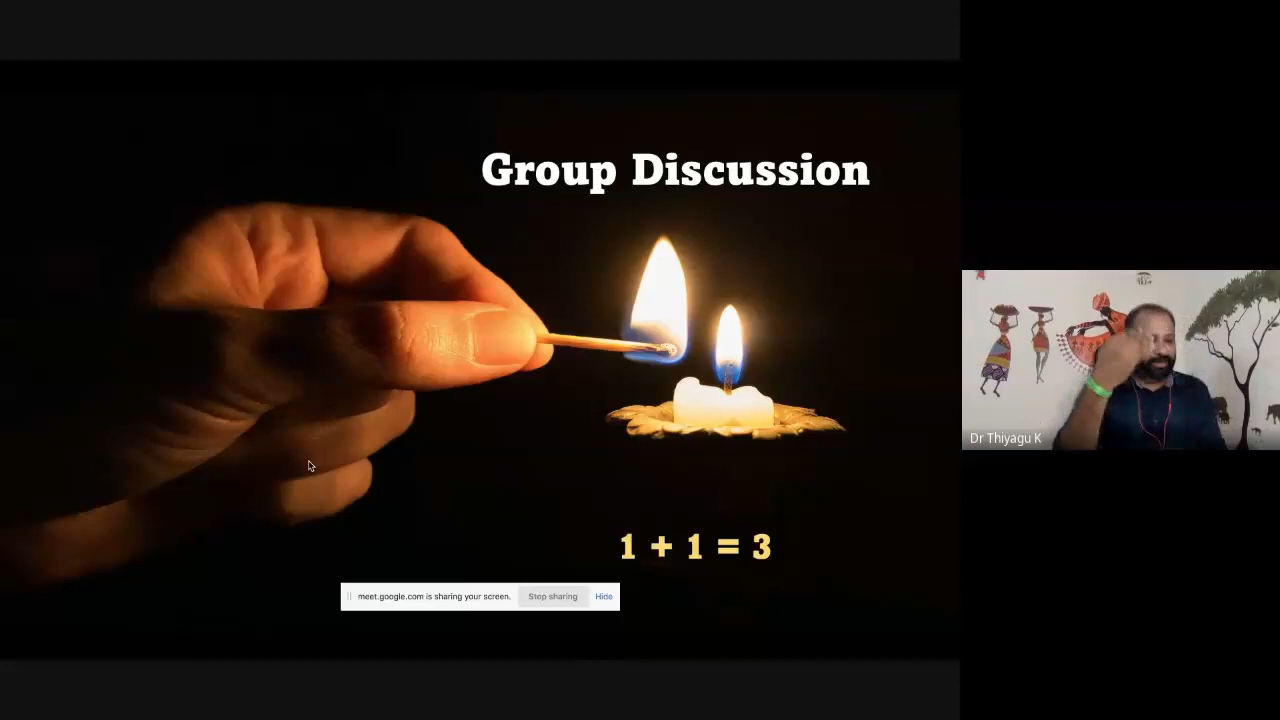 Group Discussion
1 + 1 = 3
meet.google.com is sharing your screen. Stop sharing Hide
Dr Thiyagu K